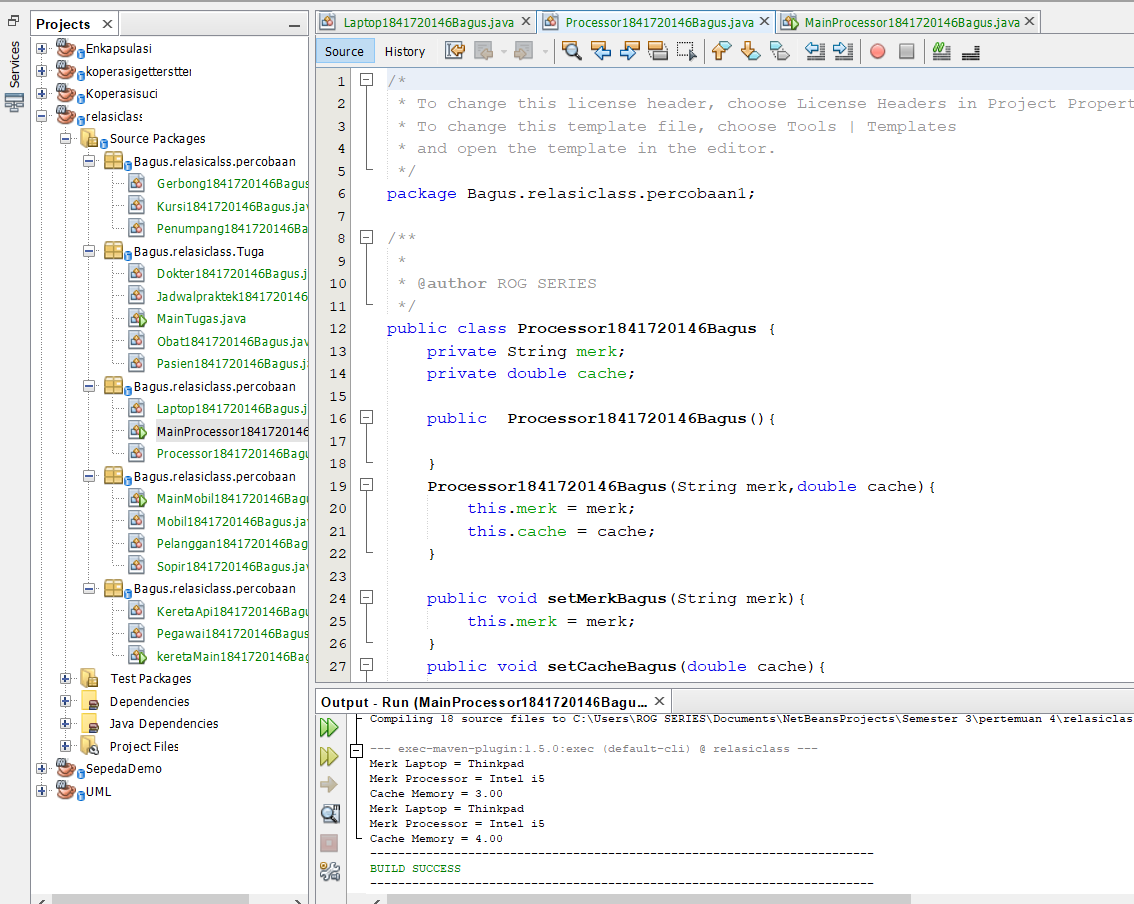 Services
Projects
Enkapsulasi
koperasigetterstter
Koperasisuci
relasiclass
Source Packages
Bagus.relasicalss.percobaan
Gerbong1841720146Bagus
Kursi1841720146Bagus.jav
Penumpang1841720146Ba
Bagus.relasiclass.Tuga
Dokter1841720146Bagus.j
Jadwalpraktek1841720146
MainTugas.java
Obat1841720146Bagus.jav
Pasien1841720146Bagus.j
Bagus.relasiclass.percobaan
Laptop1841720146Bagus.j
MainProcessor1841720146
Processor1841720146Bagu
Bagus.relasiclass.percobaan
MainMobil1841720146Bagu
Mobil1841720146Bagus.ja
Pelanggan1841720146Bag
Sopir1841720146Bagus.jav
Bagus.relasiclass.percobaan
KeretaApi1841720146Bagu
Pegawai1841720146Bagus
keretaMain1841720146Bag
Test Packages
Dependencies
Java Dependencies
Project Files
SepedaDemo
UML
Laptop1841720146Bagus.java Processor1841720146Bagus.java MainProcessor1841720146Bagus.java
Source History
1 /*
2 * To change this license header, choose License Headers in Project Propert
3 * To change this template file, choose Tools | Templates
4 * and open the template in the editor.
5 */
6 package Bagus.relasiclass.percobaan1;
7
8 /**
9 *
10 * @author ROG SERIES
11 */
12 public class Processor1841720146Bagus {
13 private String merk;
14 private double cache;
15
16 public  Processor1841720146Bagus(){
17
18 }
19 Processor1841720146Bagus(String merk,double cache){
20 this.merk = merk;
21 this.cache = cache;
22 }
23
24 public void setMerkBagus(String merk){
25 this.merk = merk;
26 }
27 public void setCacheBagus(double cache){
Output - Run (MainProcessor1841720146Bagu...
Compiling 18 source files to C:\Users\ROG SERIES\Documents\NetBeansProjects\Semester 3\pertemuan 4\relasiclas
--- exec-maven-plugin:1.5.0:exec (default-cli) @ relasiclass ---
Merk Laptop = Thinkpad
Merk Processor = Intel i5
Cache Memory = 3.00
Merk Laptop = Thinkpad
Merk Processor = Intel i5
Cache Memory = 4.00
------------------------------------------------------------------------
BUILD SUCCESS
------------------------------------------------------------------------